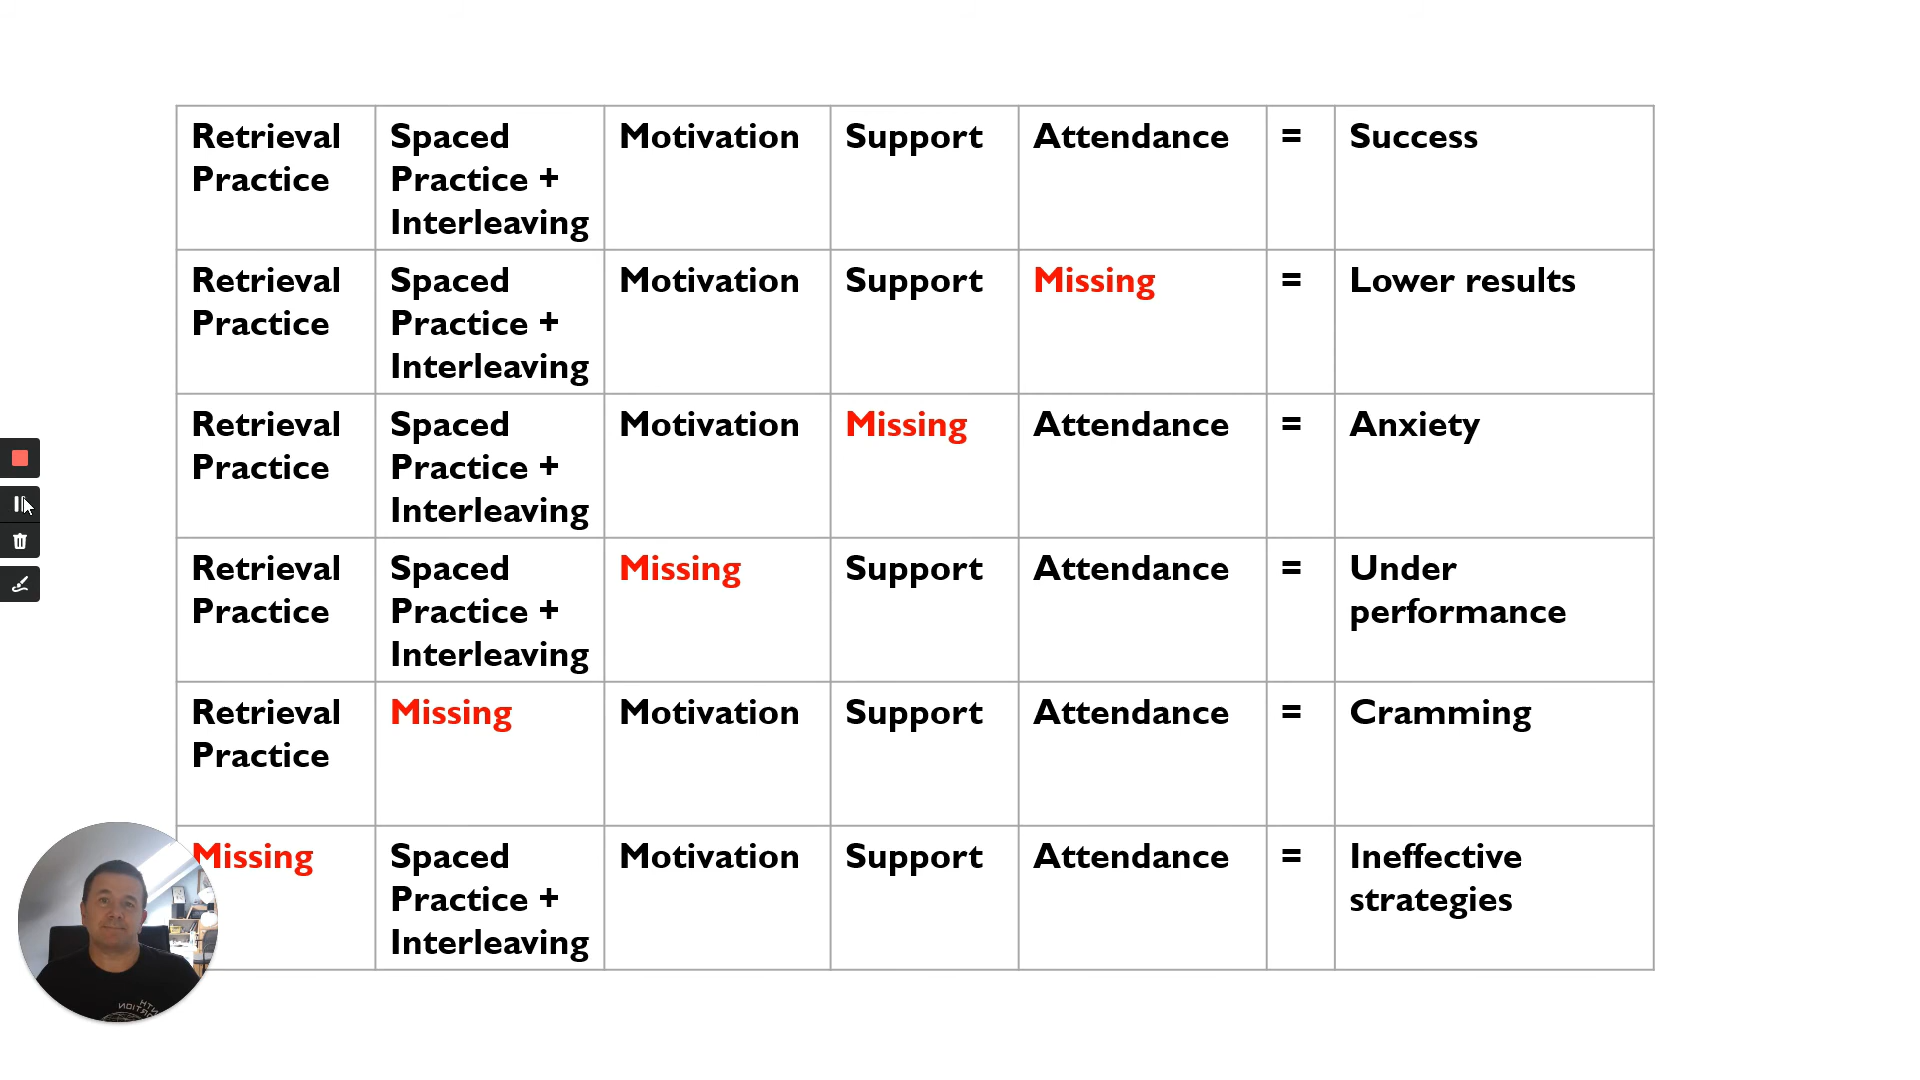 Retrieval Practice Spaced Practice + Interleaving Motivation Support Attendance = Success
Retrieval Practice Spaced Practice + Interleaving Motivation Support Missing = Lower results
Retrieval Practice Spaced Practice + Interleaving Motivation Missing Attendance = Anxiety
Retrieval Practice Spaced Practice + Interleaving Missing Support Attendance = Under performance
Retrieval Practice Missing Motivation Support Attendance = Cramming
Missing Spaced Practice + Interleaving Motivation Support Attendance = Ineffective strategies